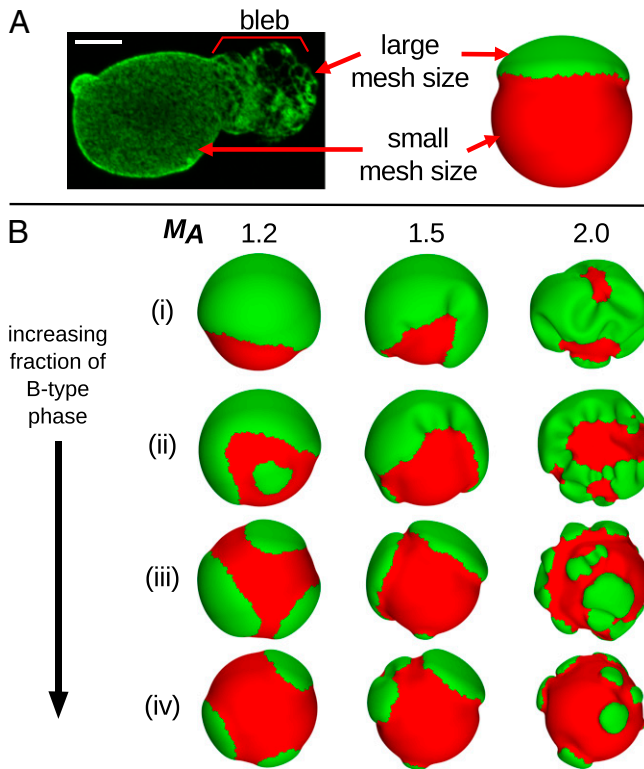 A
bleb
large
mesh size
small
mesh size
B
MA 1.2 1.5 2.0
increasing
fraction of
B-type
phase
(i)
(ii)
(iii)
(iv)